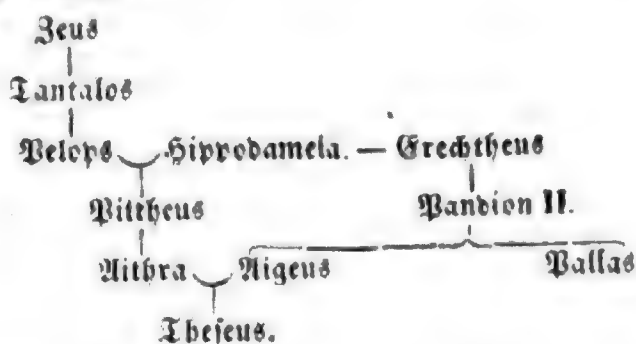 Zeus
Tantalos
Pelops Hippodameia. — Erechtheus
Pittheus Pandion II.
Aithra Aigeus Pallas
Theseus.